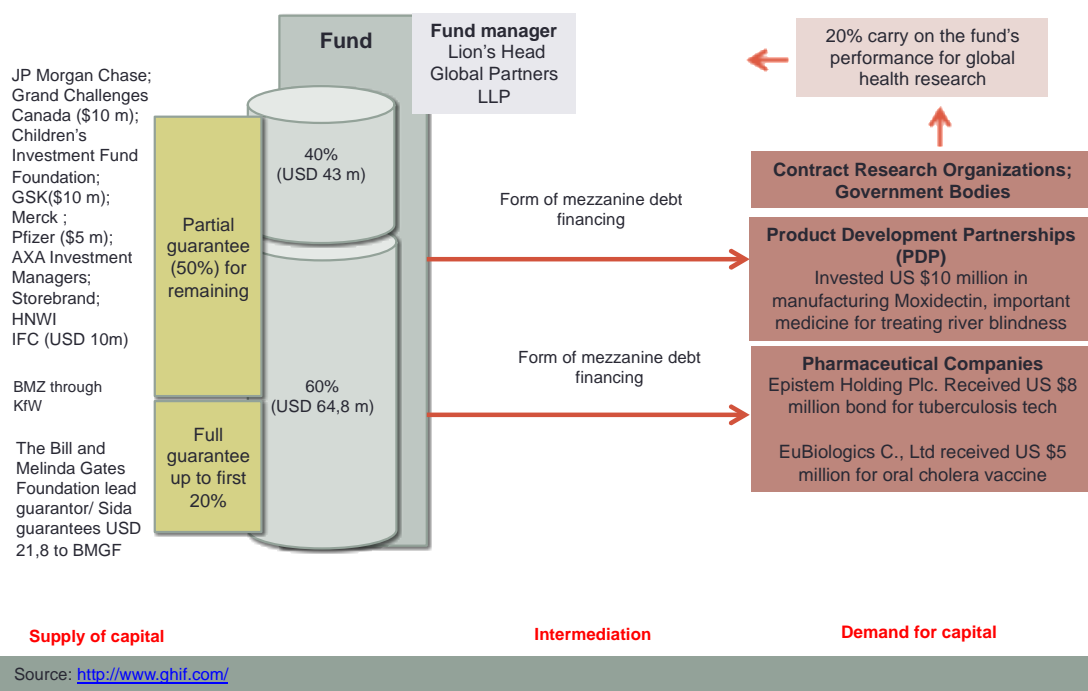 Fund
Fund manager
Lion's Head
Global Partners
LLP
20% carry on the fund's
performance for global
health research
JP Morgan Chase;
Grand Challenges
Canada ($10 m);
Children's
Investment Fund
Foundation;
GSK($10 m);
Merck ;
Pfizer ($5 m);
AXA Investment
Managers;
Storebrand;
HNWI
IFC (USD 10m)
BMZ through
KfW
The Bill and
Melinda Gates
Foundation lead
guarantor/ Sida
guarantees USD
21,8 to BMGF
Partial
guarantee
(50%) for
remaining
Full
guarantee
up to first
20%
40%
(USD 43 m)
60%
(USD 64,8 m)
Form of mezzanine debt
financing
Form of mezzanine debt
financing
Contract Research Organizations;
Government Bodies
Product Development Partnerships
(PDP)
Invested US $10 million in
manufacturing Moxidectin, important
medicine for treating river blindness
Pharmaceutical Companies
Epistem Holding Plc. Received US $8
million bond for tuberculosis tech
EuBiologics C., Ltd received US $5
million for oral cholera vaccine
Supply of capital
Intermediation
Demand for capital
Source: http://www.ghif.com/